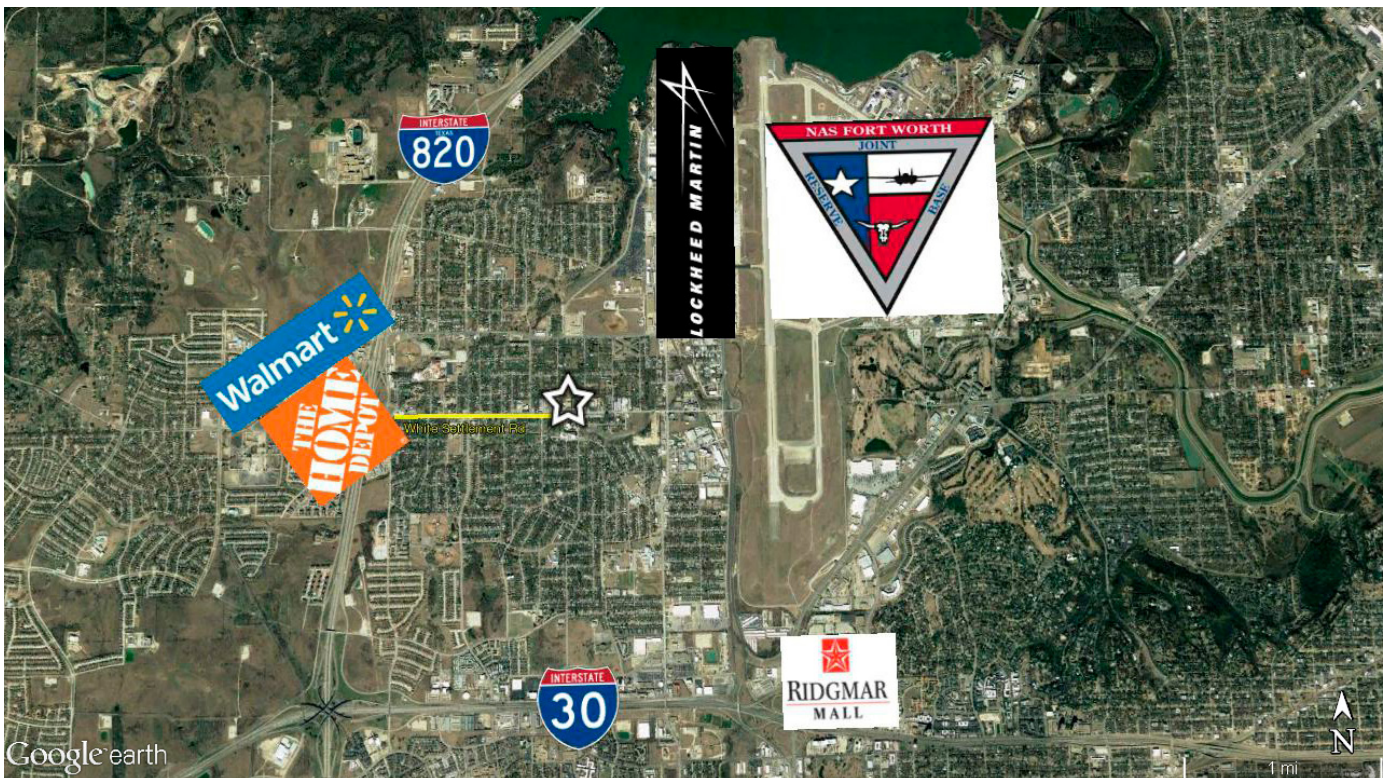 INTERSTATE
TEXAS
820
LOCKHEED MARTIN
NAS FORT WORTH
JOINT
RESERVE
BASE
Walmart
THE
HOME
DEPOT
White Settlement Rd
INTERSTATE
30
RIDGMAR
MALL
N
Google earth
1 mi